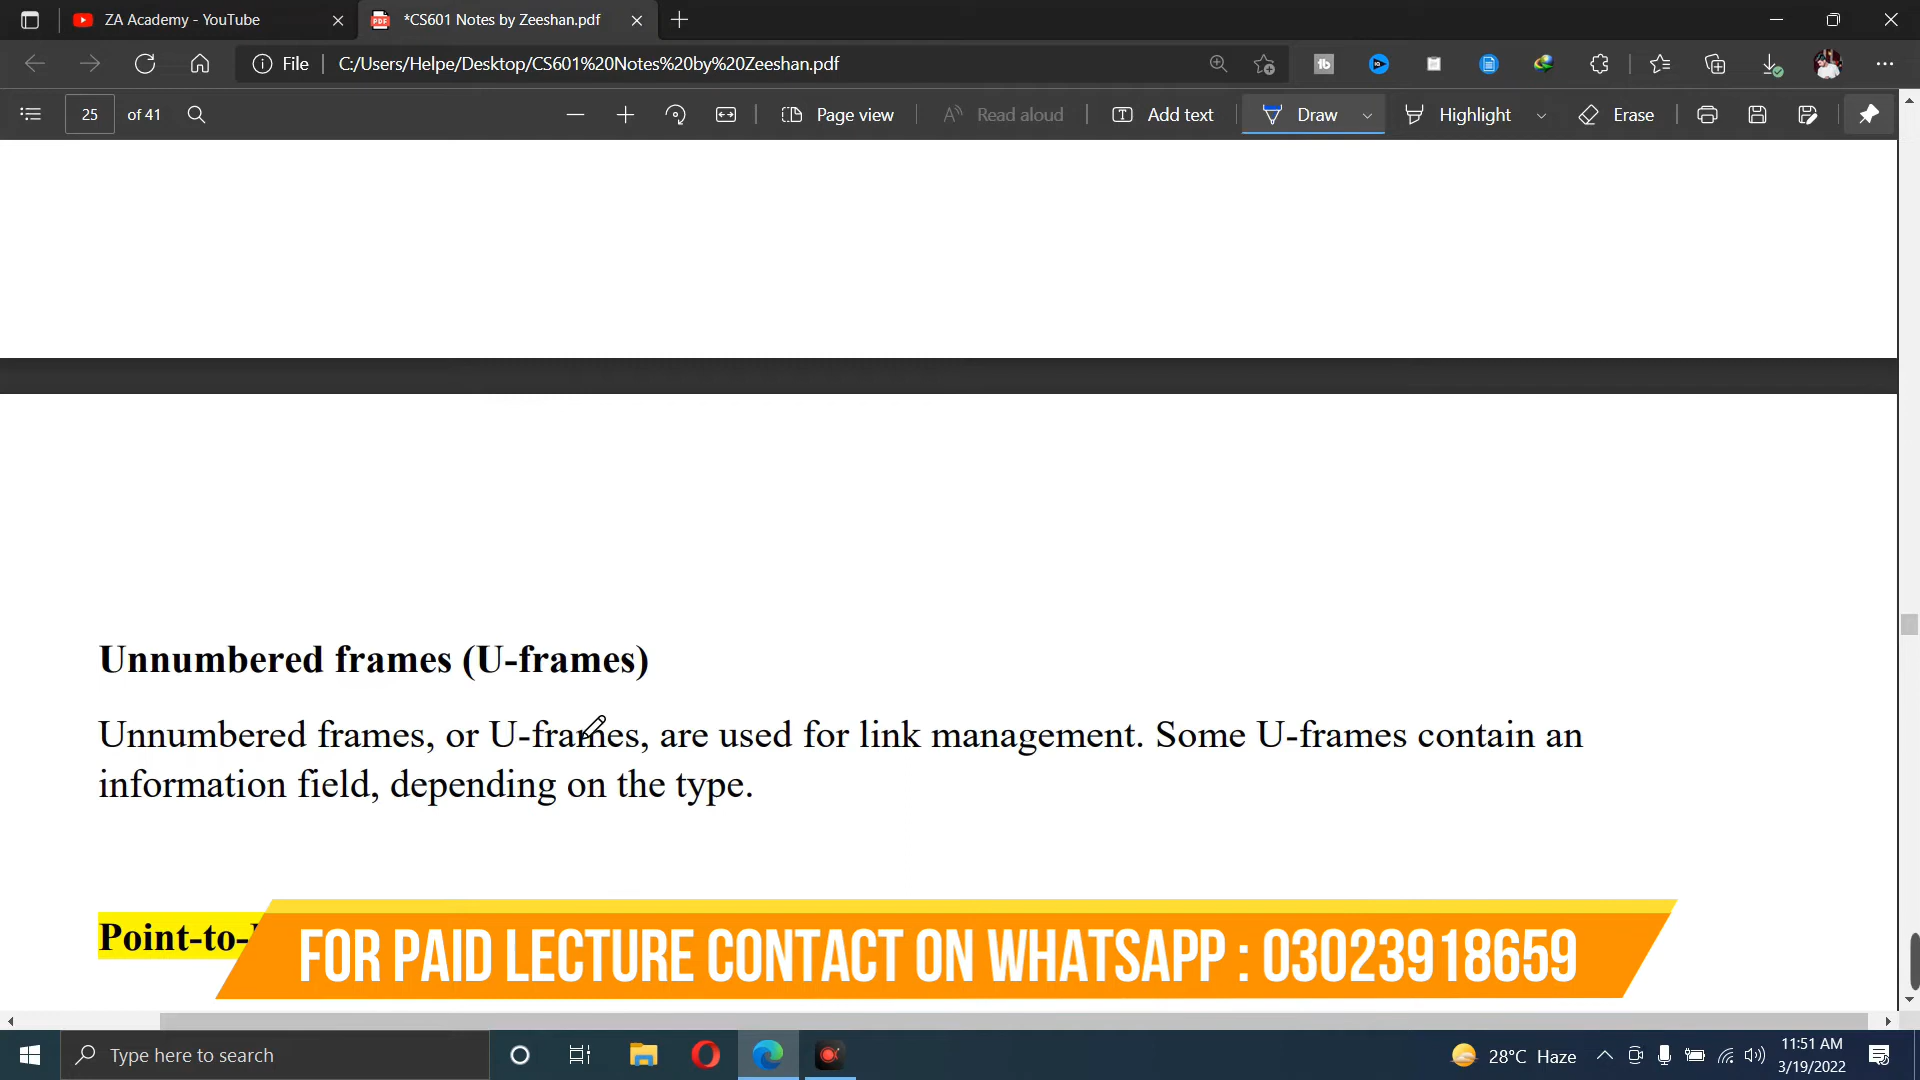 ZA Academy - YouTube
*CS601 Notes by Zeeshan.pdf
File
C:/Users/Helpe/Desktop/CS601%20Notes%20by%20Zeeshan.pdf
25 of 41
Page view
Read aloud
Add text
Draw
Highlight
Erase
Unnumbered frames (U-frames)
Unnumbered frames, or U-frames, are used for link management. Some U-frames contain an
information field, depending on the type.
Point-to-
FOR PAID LECTURE CONTACT ON WHATSAPP : 03023918659
Type here to search
28°C Haze
11:51 AM
3/19/2022